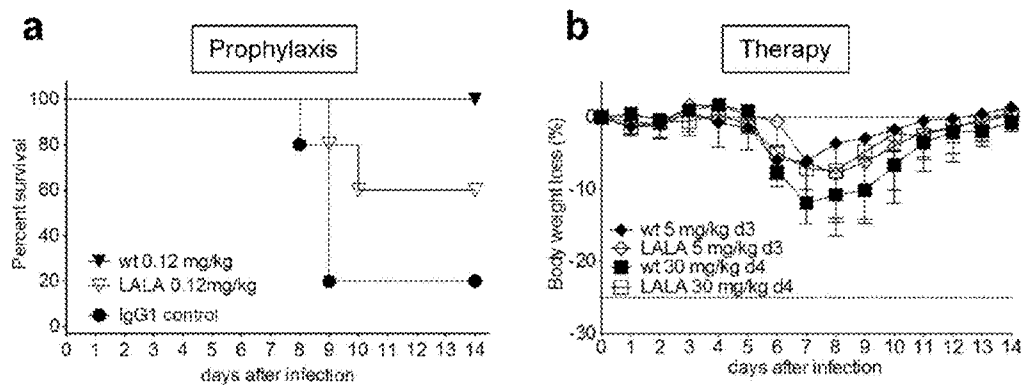 a
Prophylaxis
Percent survival
100
80
60
40
20
0
wt 0.12 mg/kg
LALA 0.12mg/kg
IgG1 control
0 1 2 3 4 5 6 7 8 9 10 11 12 13 14
days after infection
b
Therapy
Body weight loss (%)
0
-10
-20
-30
wt 5 mg/kg d3
LALA 5 mg/kg d3
wt 30 mg/kg d4
LALA 30 mg/kg d4
0 1 2 3 4 5 6 7 8 9 10 11 12 13 14
days after infection